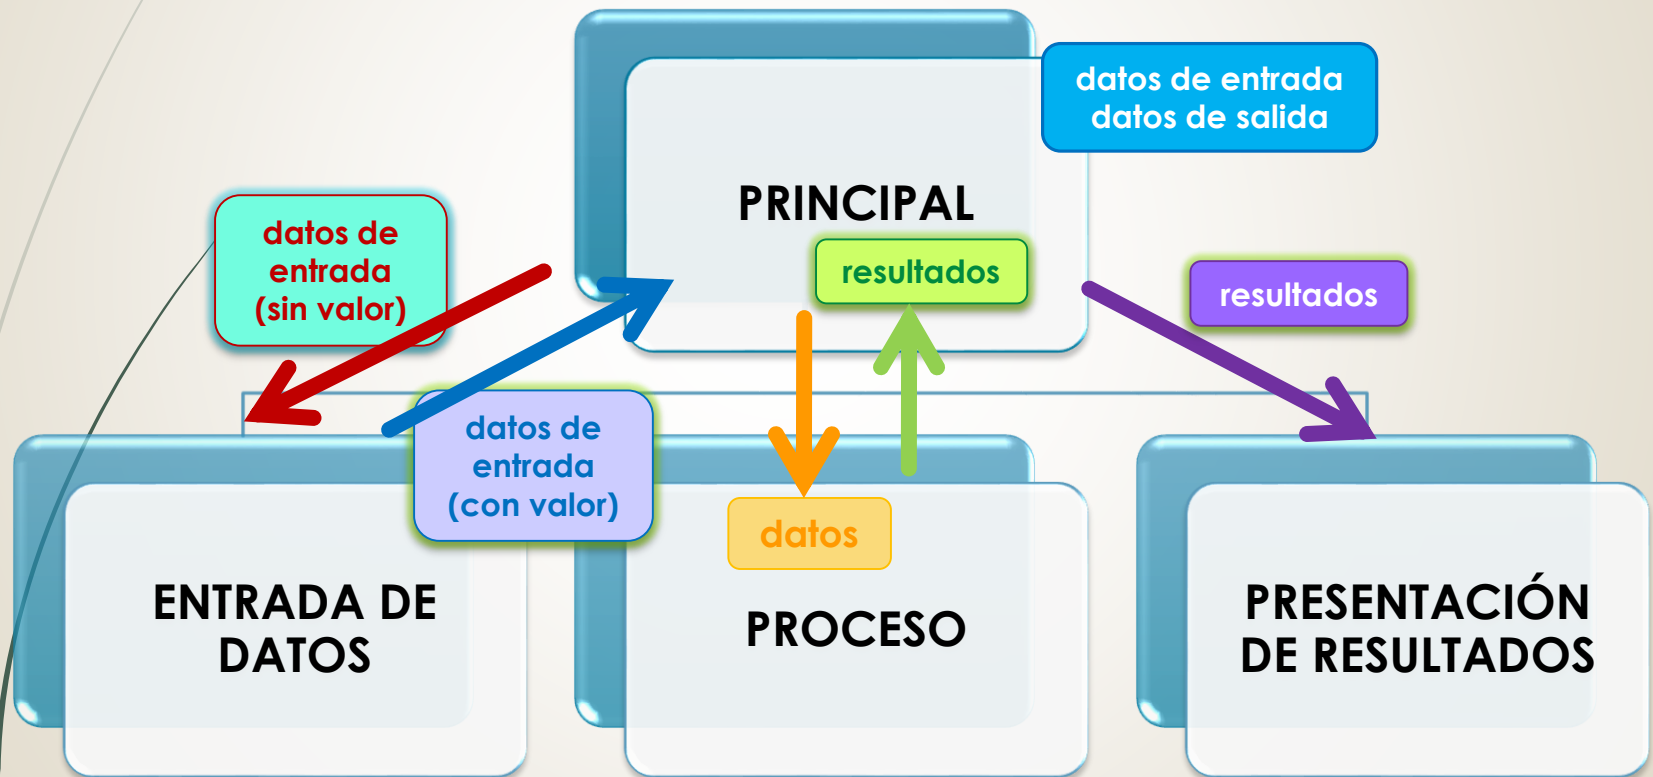 datos de entrada
datos de salida
PRINCIPAL
datos de
entrada
(sin valor)
resultados
resultados
datos de
entrada
(con valor)
datos
ENTRADA DE
DATOS
PROCESO
PRESENTACIÓN
DE RESULTADOS